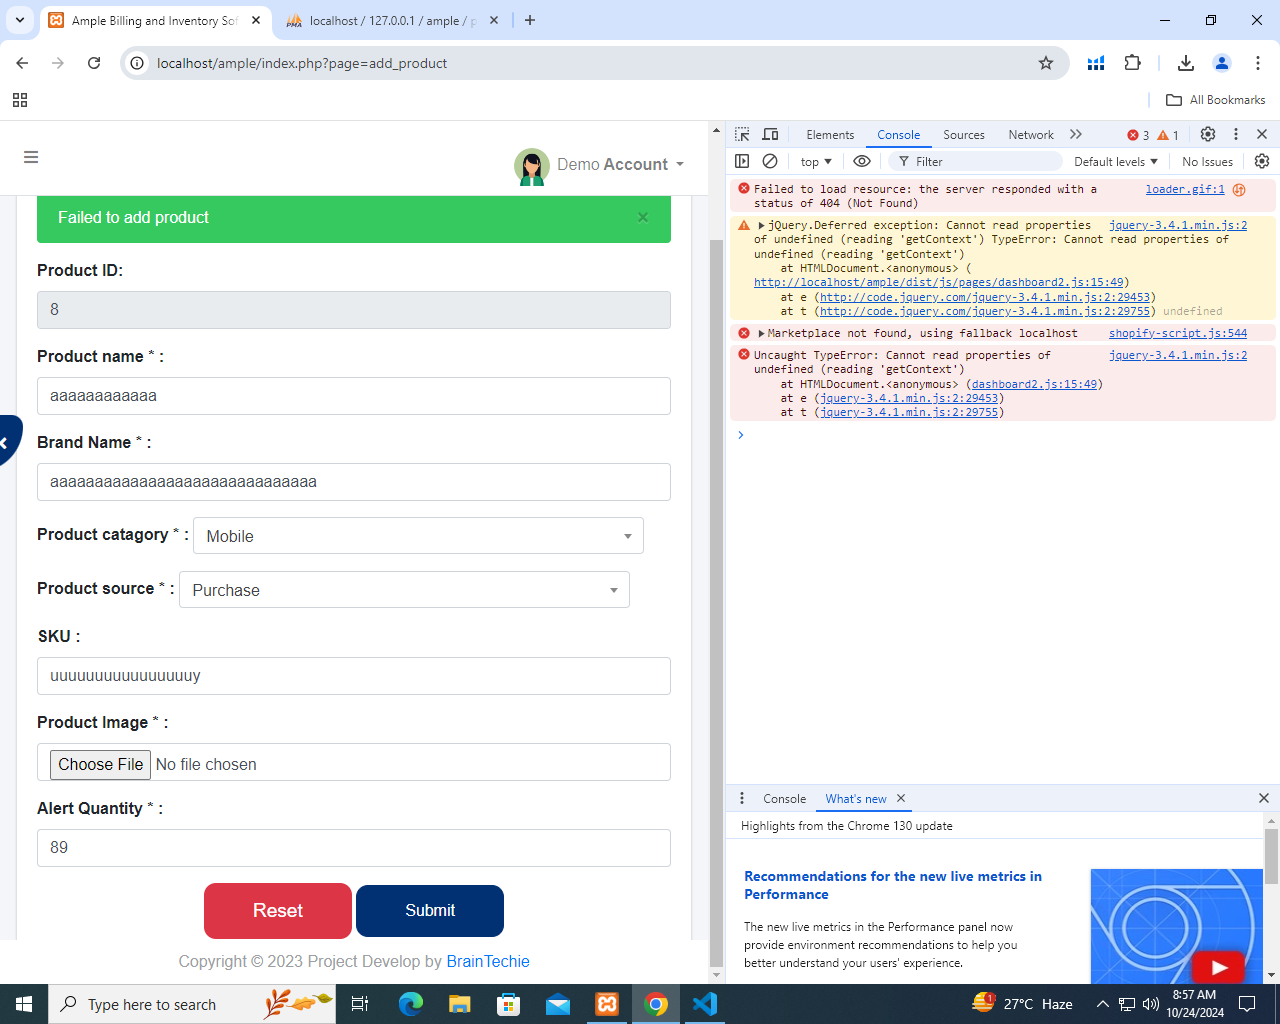 Ample Billing and Inventory Sof
localhost / 127.0.0.1 / ample / p
localhost/ample/index.php?page=add_product
All Bookmarks
Demo Account
Failed to add product
Product ID:
8
Product name * :
aaaaaaaaaaaa
Brand Name * :
aaaaaaaaaaaaaaaaaaaaaaaaaaaaaa
Product catagory * :
Mobile
Product source * :
Purchase
SKU :
uuuuuuuuuuuuuuuuy
Product Image * :
Choose File No file chosen
Alert Quantity * :
89
Reset
Submit
Copyright © 2023 Project Develop by BrainTechie
Elements
Console
Sources
Network
3
1
top
Filter
Default levels
No Issues
Failed to load resource: the server responded with a loader.gif:1
status of 404 (Not Found)
jQuery.Deferred exception: Cannot read properties jquery-3.4.1.min.js:2
of undefined (reading 'getContext') TypeError: Cannot read properties of
undefined (reading 'getContext')
at HTMLDocument.<anonymous> (
http://localhost/ample/dist/js/pages/dashboard2.js:15:49)
at e (http://code.jquery.com/jquery-3.4.1.min.js:2:29453)
at t (http://code.jquery.com/jquery-3.4.1.min.js:2:29755) undefined
Marketplace not found, using fallback localhost shopify-script.js:544
Uncaught TypeError: Cannot read properties of jquery-3.4.1.min.js:2
undefined (reading 'getContext')
at HTMLDocument.<anonymous> (dashboard2.js:15:49)
at e (jquery-3.4.1.min.js:2:29453)
at t (jquery-3.4.1.min.js:2:29755)
Console
What's new
Highlights from the Chrome 130 update
Recommendations for the new live metrics in
Performance
The new live metrics in the Performance panel now
provide environment recommendations to help you
better understand your users' experience.
Type here to search
1
27°C Haze
8:57 AM
10/24/2024